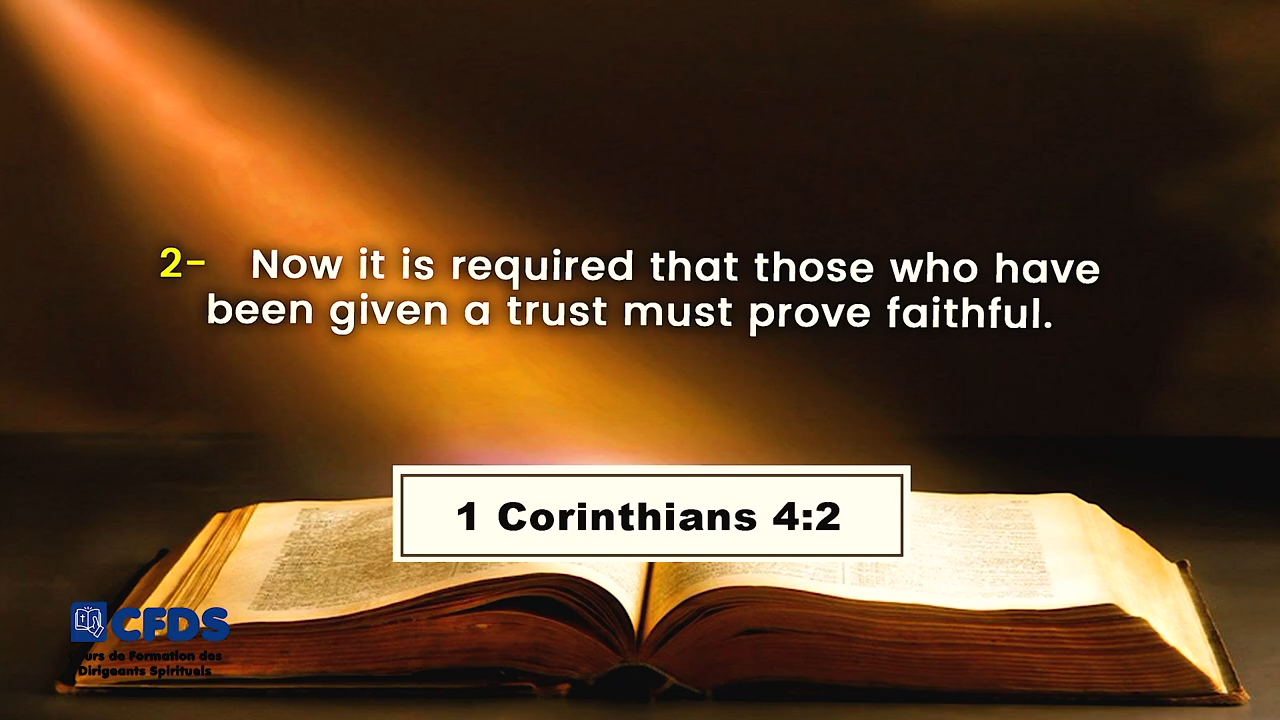 2- Now it is required that those who have
been given a trust must prove faithful.
1 Corinthians 4:2
CFDS
de Formation des
Dirigeants Spirituels